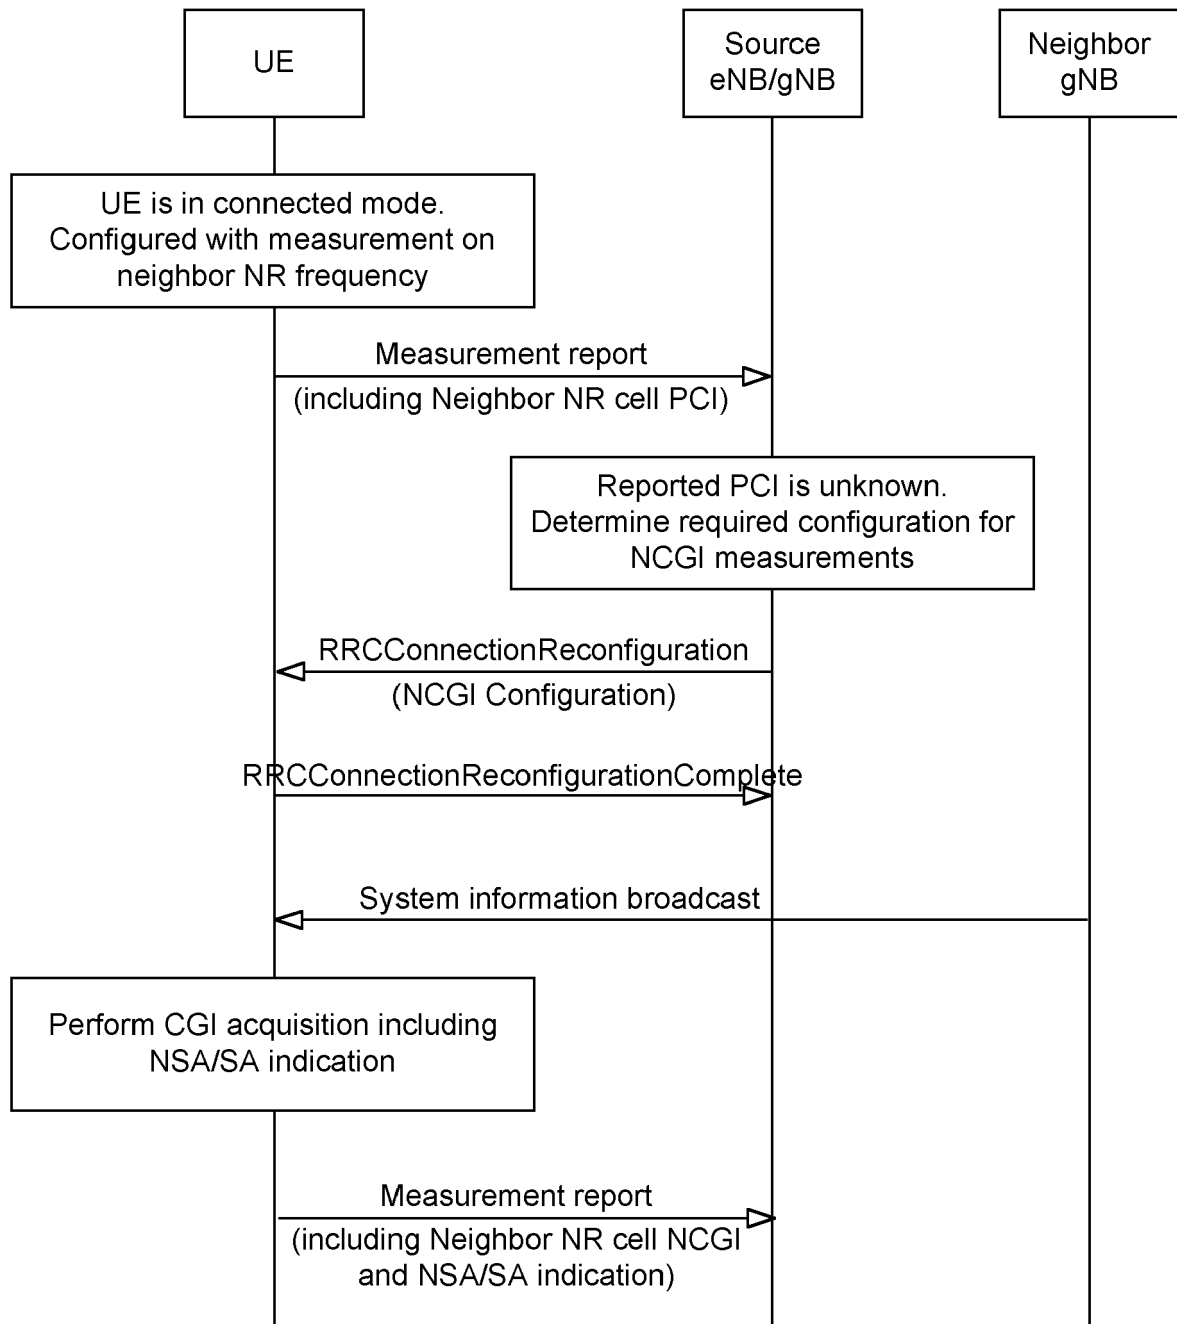 UE
Source
eNB/gNB
Neighbor
gNB
UE is in connected mode.
Configured with measurement on
neighbor NR frequency
Measurement report
(including Neighbor NR cell PCI)
Reported PCI is unknown.
Determine required configuration for
NCGI measurements
RRCConnectionReconfiguration
(NCGI Configuration)
RRCConnectionReconfigurationComplete
System information broadcast
Perform CGI acquisition including
NSA/SA indication
Measurement report
(including Neighbor NR cell NCGI
and NSA/SA indication)